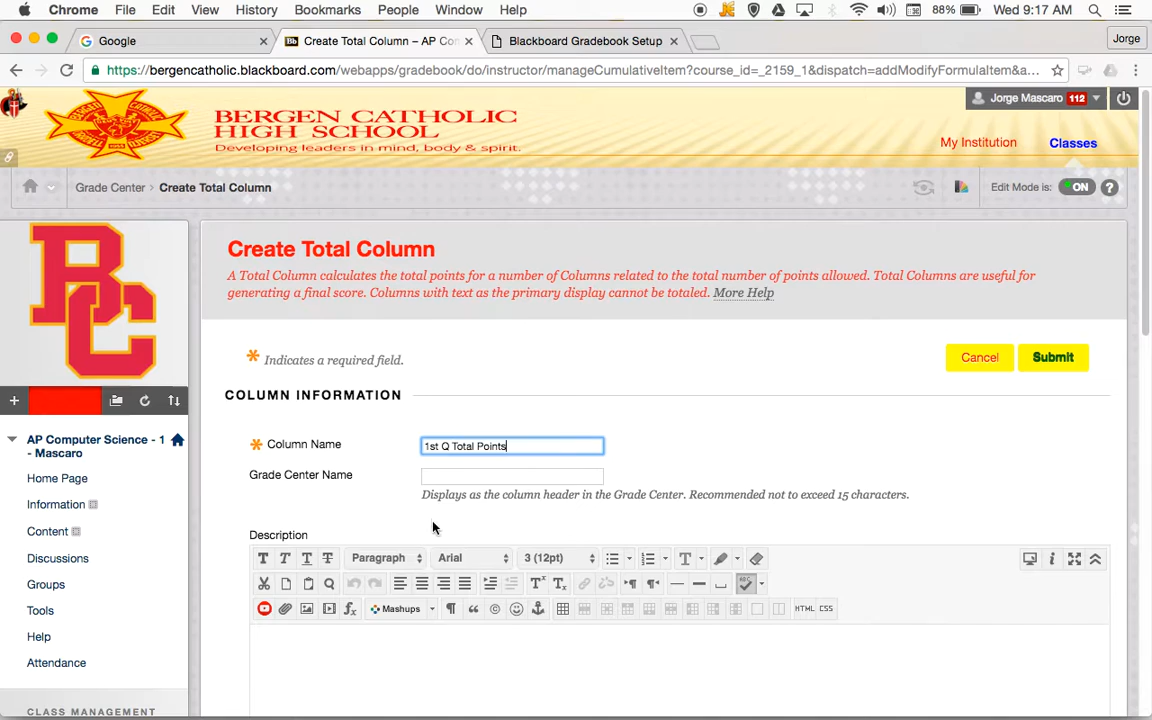 Chrome File Edit View History Bookmarks People Window Help 88% Wed 9:17 AM
Google Create Total Column – AP Con Blackboard Gradebook Setup Jorge
https://bergencatholic.blackboard.com/webapps/gradebook/do/instructor/manageCumulativeItem?course_id=_2159_1&dispatch=addModifyFormulaItem&a...
BERGEN CATHOLIC
HIGH SCHOOL
Developing leaders in mind, body & spirit.
Jorge Mascaro 112
My Institution Classes
Grade Center Create Total Column Edit Mode is: ON ?
BC
Create Total Column
A Total Column calculates the total points for a number of Columns related to the total number of points allowed. Total Columns are useful for
generating a final score. Columns with text as the primary display cannot be totaled. More Help
Indicates a required field. Cancel Submit
COLUMN INFORMATION
Column Name 1st Q Total Points
Grade Center Name
Displays as the column header in the Grade Center. Recommended not to exceed 15 characters.
Description
T T T T Paragraph Arial 3 (12pt) T
ABC
Mashups HTML CSS
AP Computer Science - 1
- Mascaro
Home Page
Information
Content
Discussions
Groups
Tools
Help
Attendance
CLASS MANAGEMENT